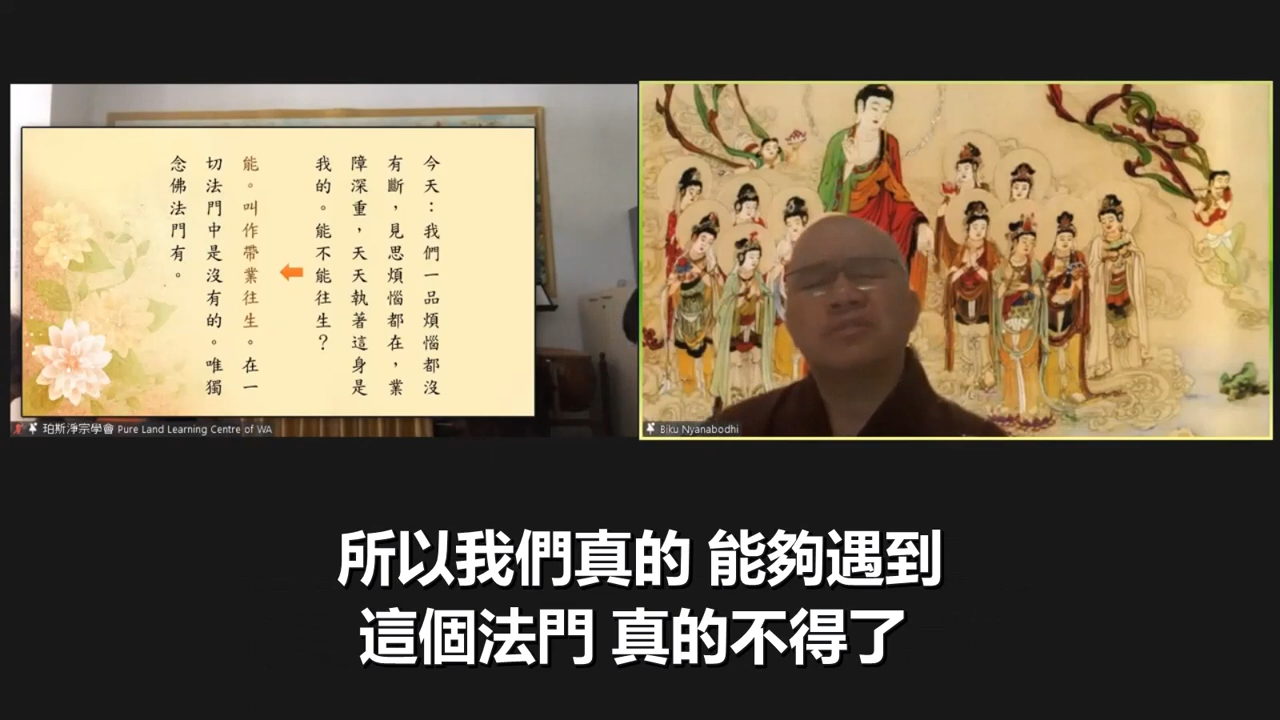 今天：我們一品煩惱都沒
有斷，見思煩惱都在，業
障深重，天天執著這身是
我的。能不能往生？
能。叫作帶業往生。在一
切法門中是沒有的。唯獨
念佛法門有。
珀斯淨宗學會 Pure Land Learning Centre of WA
Biku Nyanabodhi
所以我們真的 能夠遇到
這個法門 真的不得了